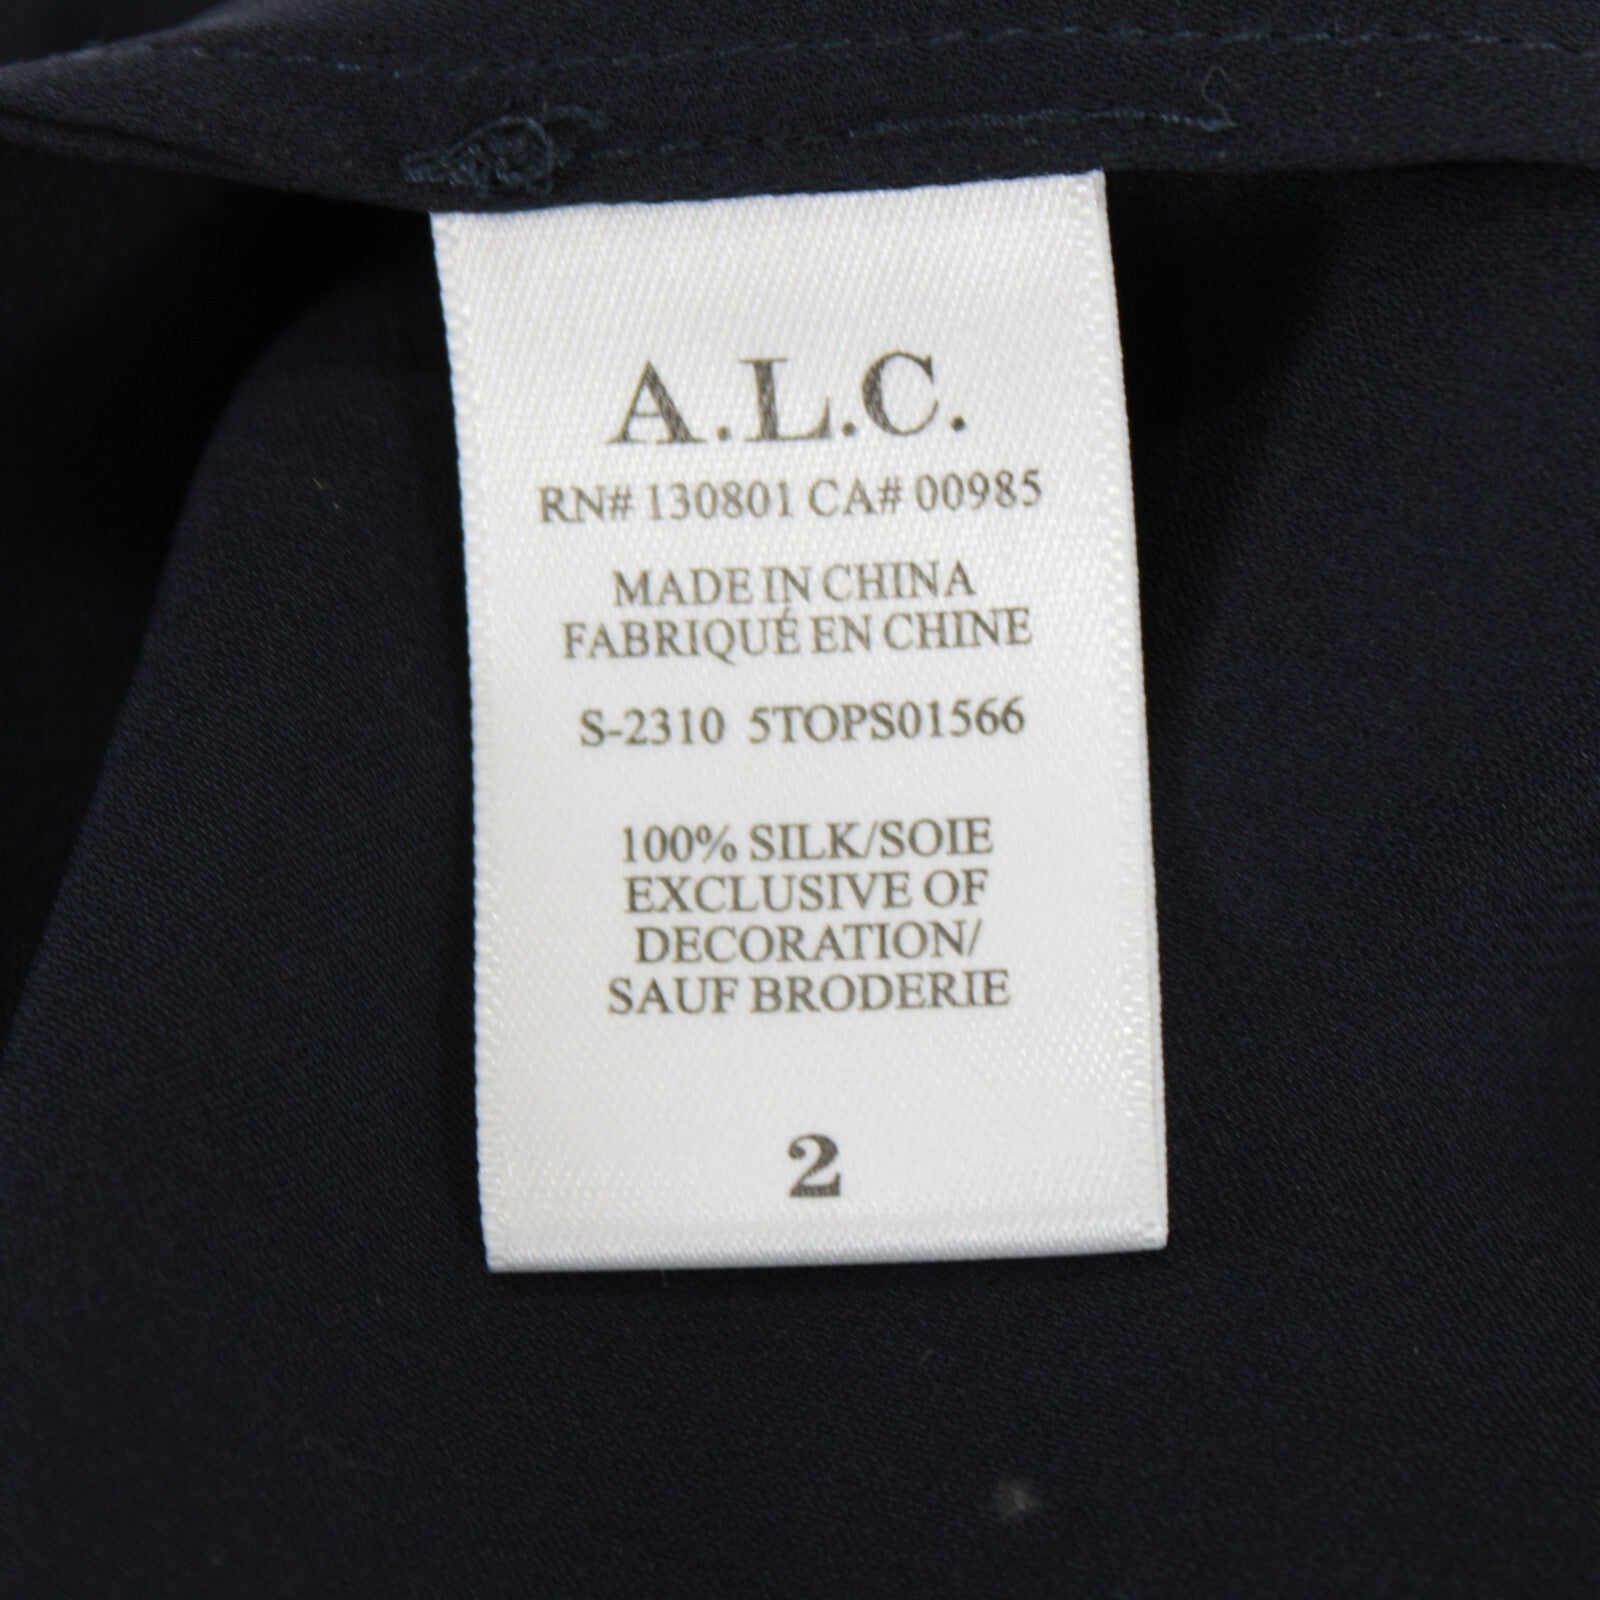 A.L.C.
RN# 130801 CA# 00985
MADE IN CHINA
FABRIQUÉ EN CHINE
S-2310 5TOPS01566
100% SILK/SOIE
EXCLUSIVE OF
DECORATION/
SAUF BRODERIE
2